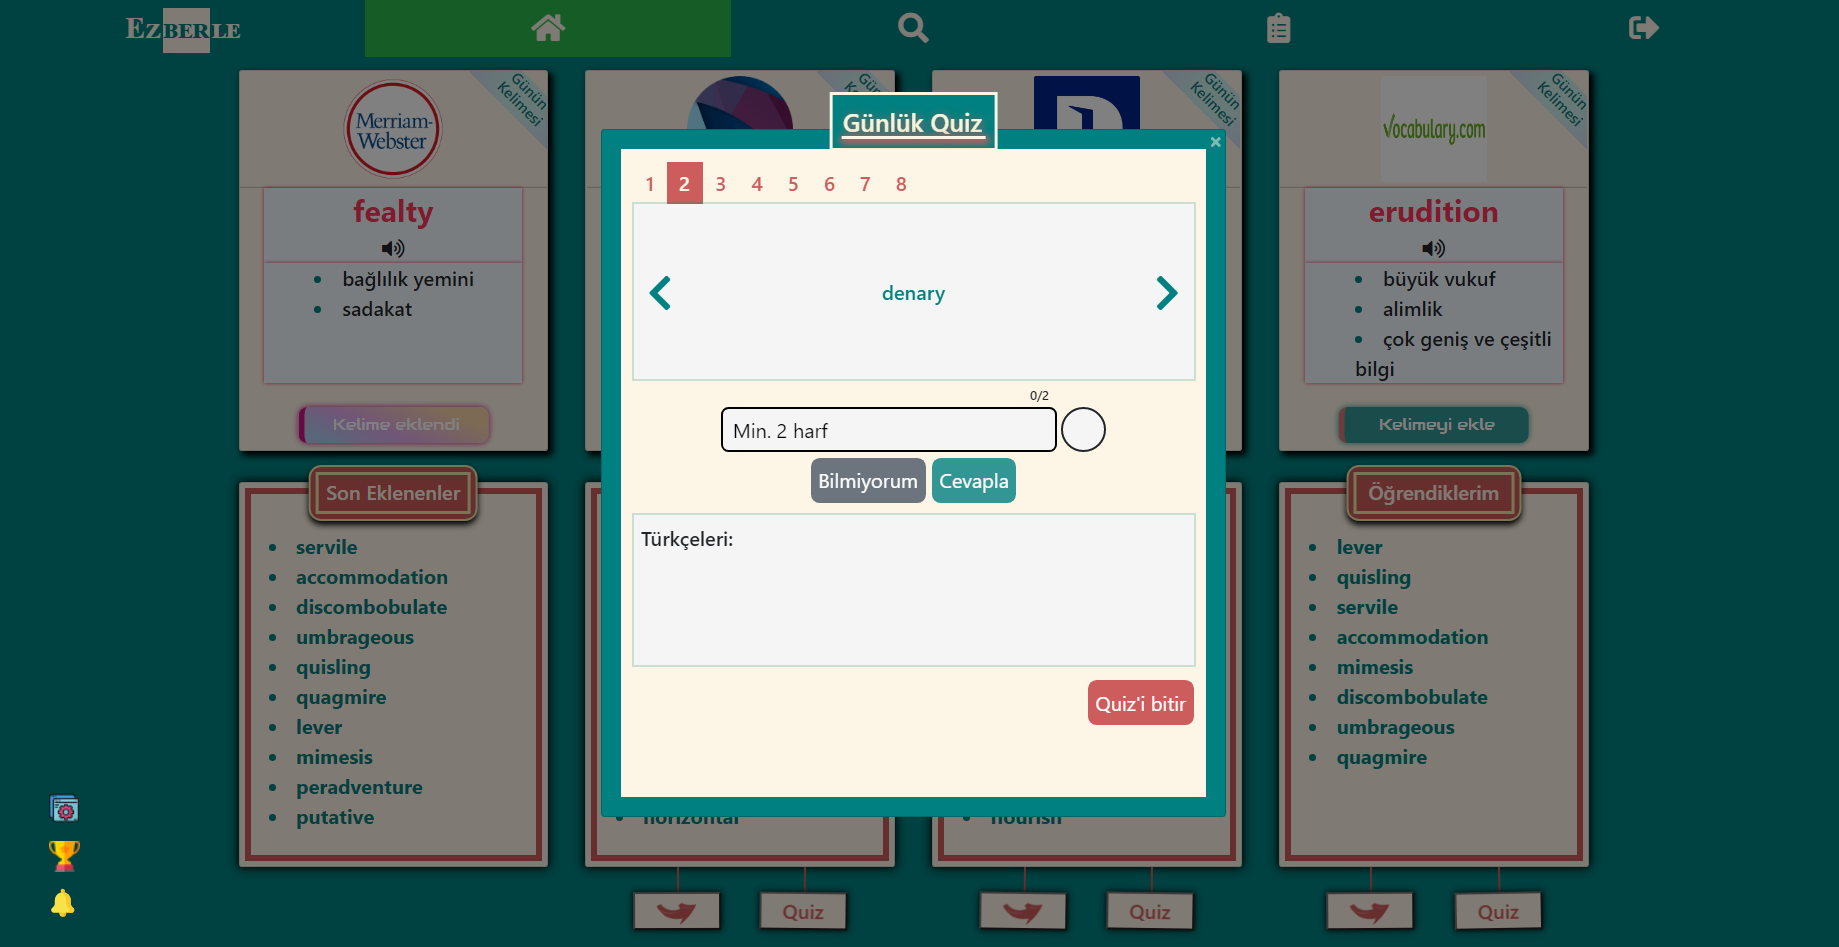 EZBERLE
Günün
Kelimesi
Merriam-
Webster
fealty
bağlılık yemini
sadakat
Kelime eklendi
Günün
Kelimesi
Vocabulary.com
Günün
Kelimesi
erudition
büyük vukuf
alimlik
çok geniş ve çeşitli
bilgi
Kelimeyi ekle
Günlük Quiz
×
1 2 3 4 5 6 7 8
denary
0/2
Min. 2 harf
Bilmiyorum Cevapla
Türkçeleri:
Quiz'i bitir
Son Eklenenler
servile
accommodation
discombobulate
umbrageous
quisling
quagmire
lever
mimesis
peradventure
putative
horizontal
nourish
Öğrendiklerim
lever
quisling
servile
accommodation
mimesis
discombobulate
umbrageous
quagmire
Quiz
Quiz
Quiz